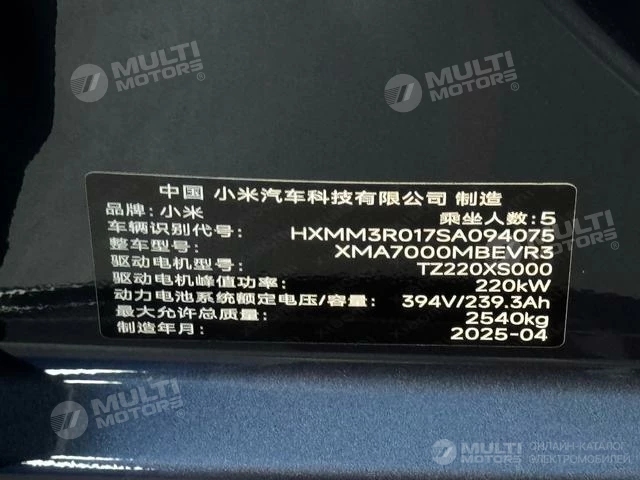 MULTI MOTORS
MULTI MOTORS
中国 小米汽车科技有限公司 制造
品牌: 小米 乘坐人数: 5
车辆识别代号: HXMM3R017SA094075
整车型号: XMA7000MBEVR3
驱动电机型号: TZ220XS000
驱动电机峰值功率: 220kW
动力电池系统额定电压/容量: 394V/239.3Ah
最大允许总质量: 2540kg
制造年月: 2025-04
MULTI MOTORS
MULTI MOTORS
ОНЛАЙН-КАТАЛОГ
ЭЛЕКТРОМОБИЛЕЙ